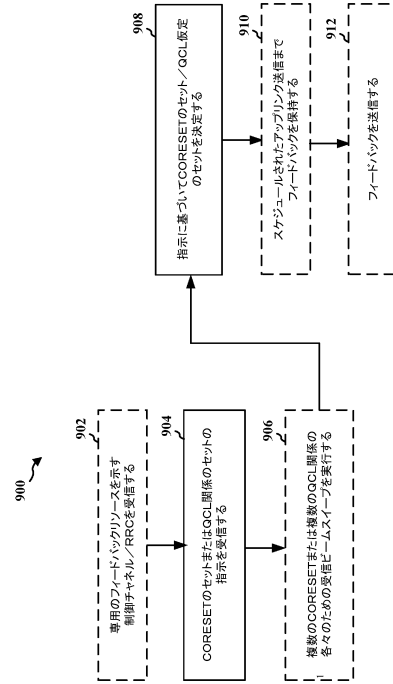 900
902
専用のフィードバックリソースを示す
制御チャネル/RRCを受信する
904
CORESETのセットまたはQCL関係のセットの
指示を受信する
906
複数のCORESETまたは複数のQCL関係の
各々のための受信ビームスイープを実行する
908
指示に基づいてCORESETのセット/QCL仮定
のセットを決定する
910
スケジュールされたアップリンク送信まで
フィードバックを保持する
912
フィードバックを送信する